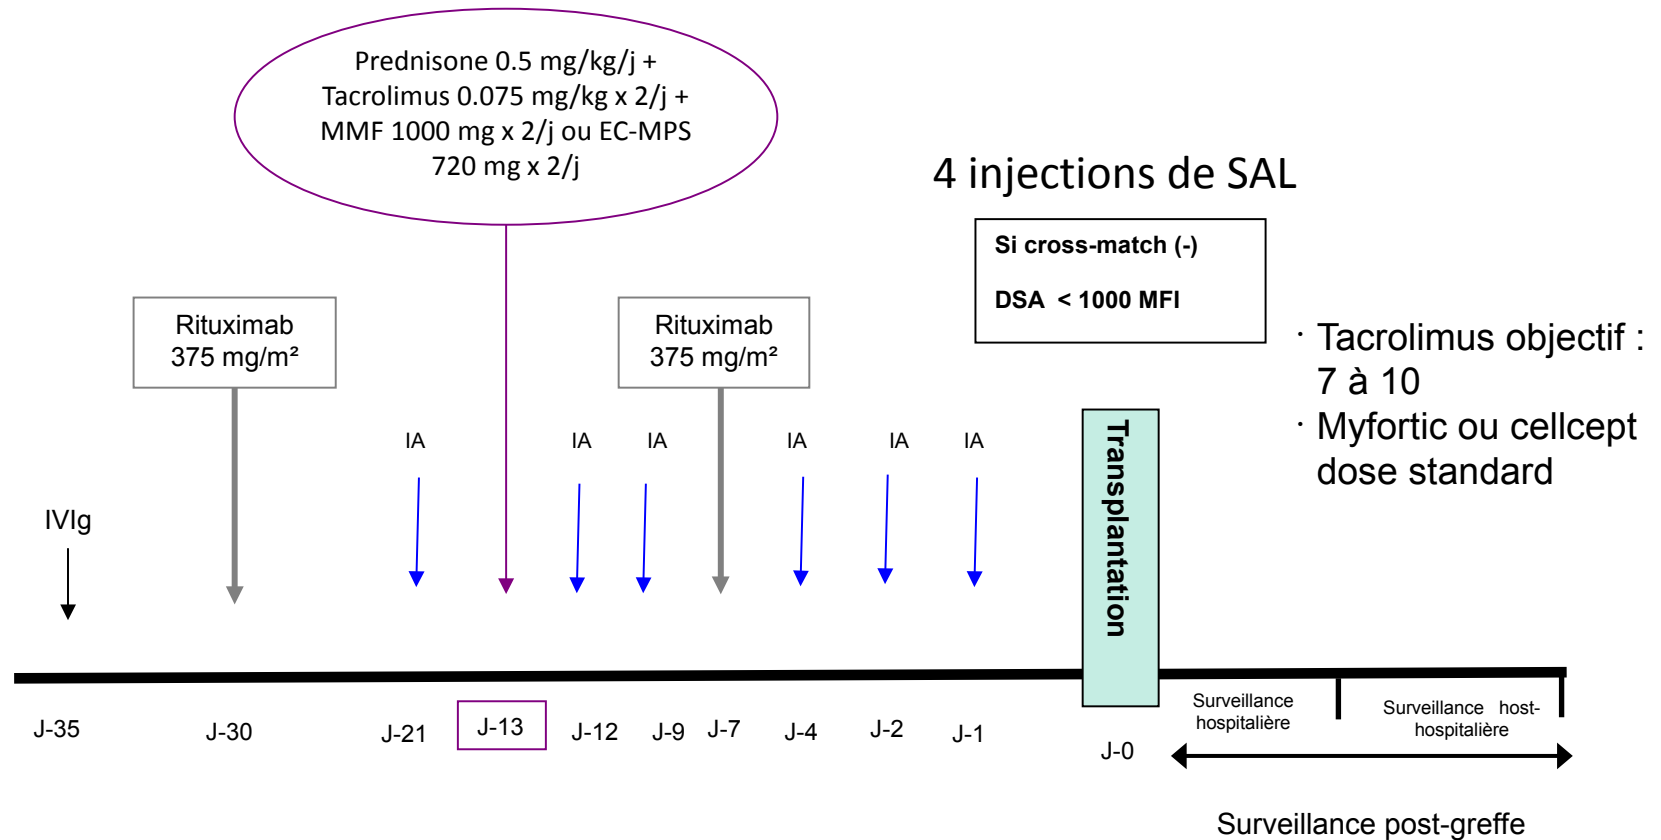 Prednisone 0.5 mg/kg/j +
Tacrolimus 0.075 mg/kg x 2/j +
MMF 1000 mg x 2/j ou EC-MPS
720 mg x 2/j
4 injections de SAL
Si cross-match (-)
DSA < 1000 MFI
Rituximab
375 mg/m²
Rituximab
375 mg/m²
· Tacrolimus objectif :
7 à 10
· Myfortic ou cellcept
dose standard
IVIg
IA
IA
IA
IA
IA
IA
Transplantation
J-35
J-30
J-21
J-13
J-12
J-9
J-7
J-4
J-2
J-1
J-0
Surveillance
hospitalière
Surveillance host-
hospitalière
Surveillance post-greffe